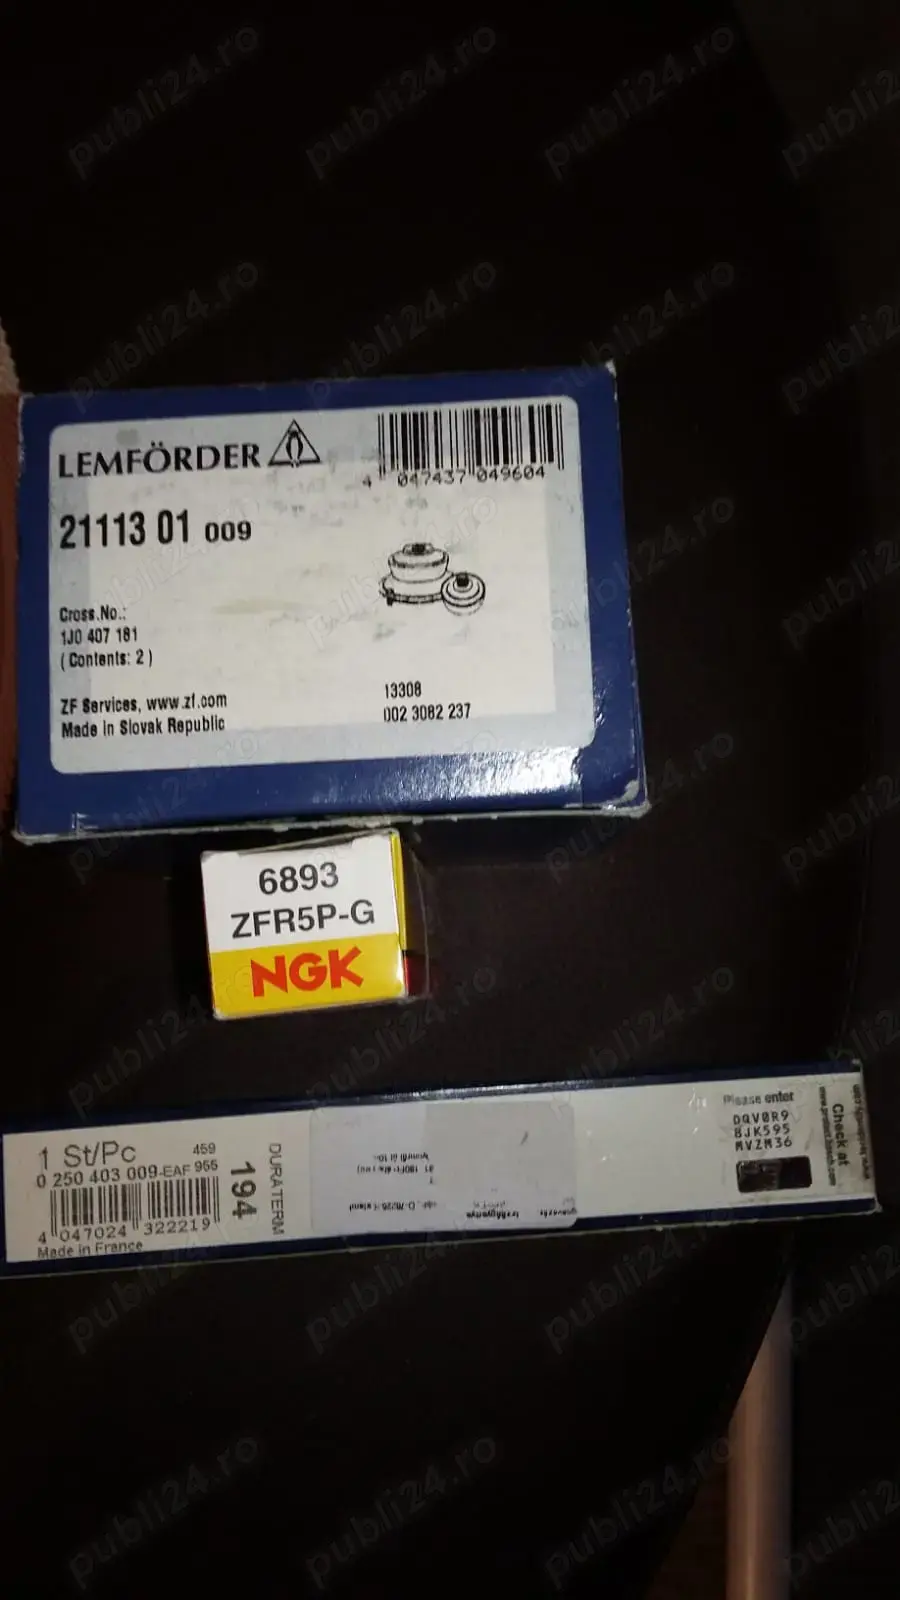 LEMFÖRDER
4 047437 049604
21113 01 009
Cross.No.:
1J0 407 181
( Contents: 2 )
ZF Services, www.zf.com
Made in Slovak Republic
13308
002 3082 237
6893
ZFR5P-G
NGK
1 St/Pc
459
0 250 403 009-EAF 955
4 047024 322219
Made in France
194
DURATERM
Please enter
DQV0R9
BJK595
MVZM36
Check at
publi24.ro